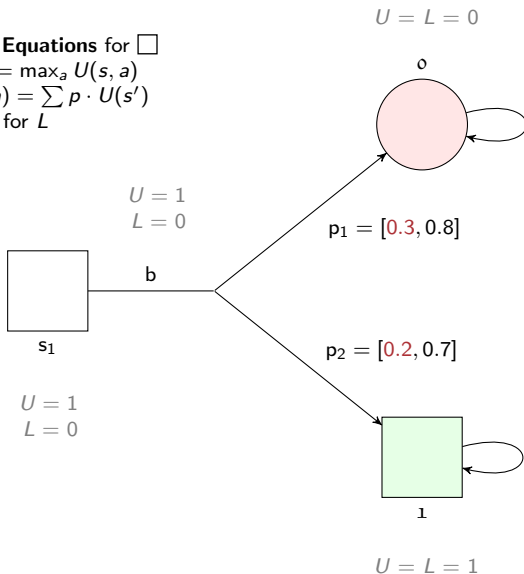 U = L = 0
Equations for □
= maxₐ U(s, a)
) = ∑ p · U(s′)
for L
o
U = 1
L = 0
p₁ = [0.3, 0.8]
b
s₁
p₂ = [0.2, 0.7]
U = 1
L = 0
1
U = L = 1